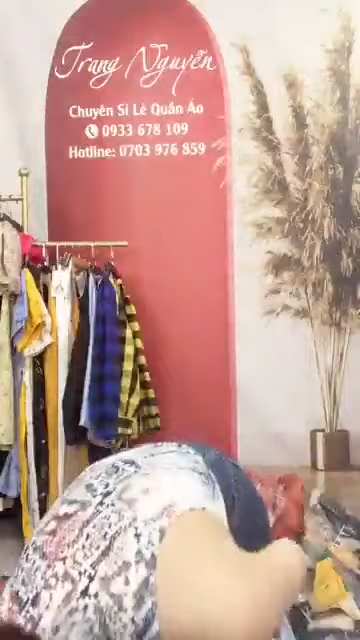 Trang Nguyễn
Chuyên Sỉ Lẻ Quần Áo
0933 678 109
Hotline: 0703 976 859